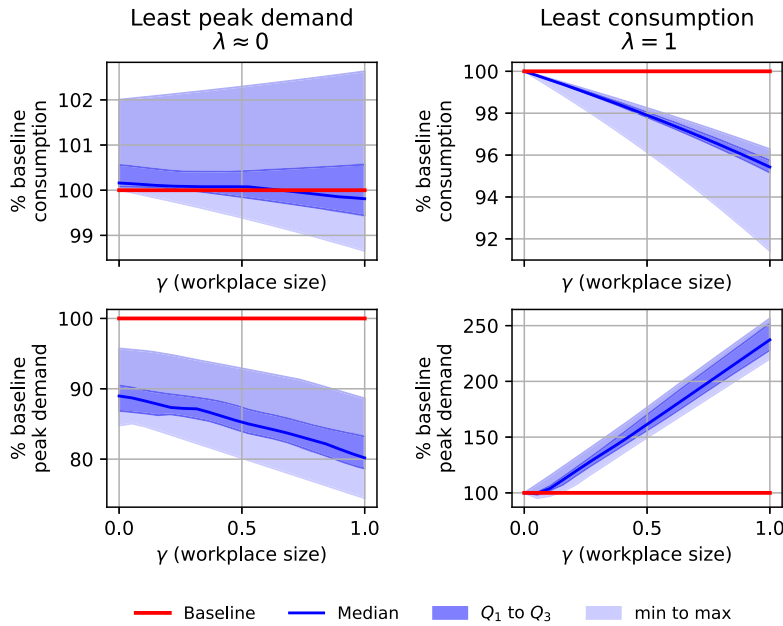 Least peak demand
λ ≈ 0
Least consumption
λ = 1
% baseline
consumption
102
101
100
99
γ (workplace size)
% baseline
consumption
100
98
96
94
92
γ (workplace size)
% baseline
peak demand
100
90
80
0.0
0.5
1.0
γ (workplace size)
% baseline
peak demand
250
200
150
100
0.0
0.5
1.0
γ (workplace size)
Baseline
Median
Q₁ to Q₃
min to max